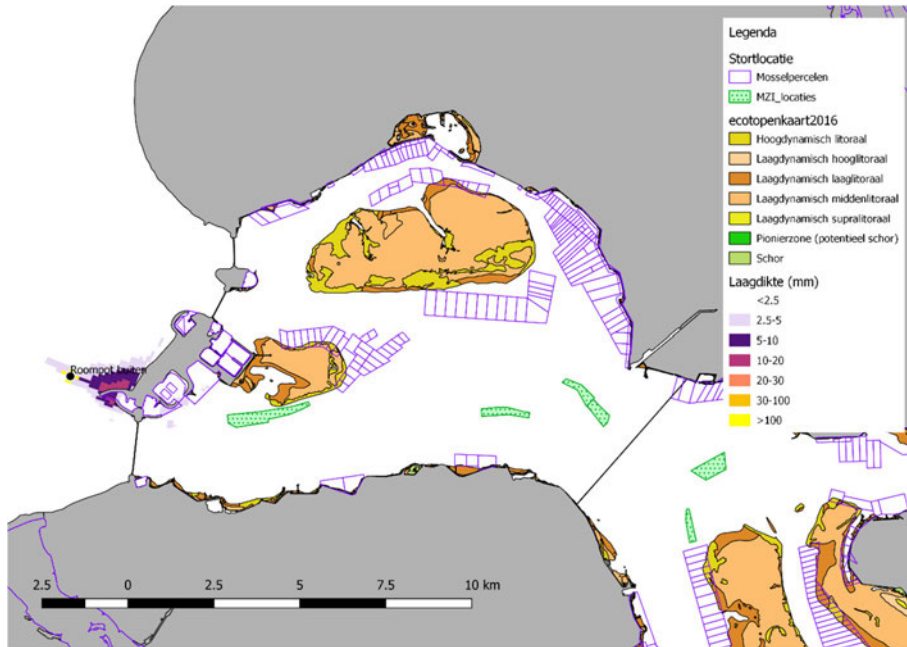 Legenda
Stortlocatie
Mosselpercelen
MZI_locaties
ecotopenkaart2016
Hoogdynamisch litoraal
Laagdynamisch hooglitoraal
Laagdynamisch laaglitoraal
Laagdynamisch middenlitoraal
Laagdynamisch supralitoraal
Pionierzone (potentieel schor)
Schor
Laagdikte (mm)
<2.5
2.5-5
5-10
10-20
20-30
30-100
>100
Roompot buiten
2.5 0 2.5 5 7.5 10 km